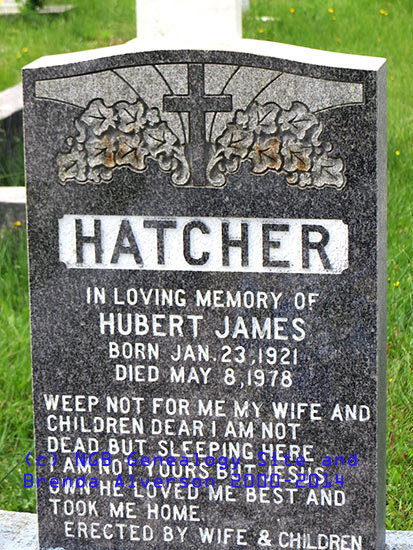 HATCHER
IN LOVING MEMORY OF
HUBERT JAMES
BORN JAN. 23, 1921
DIED MAY 8, 1978
WEEP NOT FOR ME MY WIFE AND
CHILDREN DEAR I AM NOT
DEAD BUT SLEEPING HERE
I AM NOT YOURS BUT HIS
OWN HE LOVED ME BEST AND
TOOK ME HOME.
ERECTED BY WIFE & CHILDREN
(c) NGB Genealogy Site and
Brenda Alverson 2000-2014